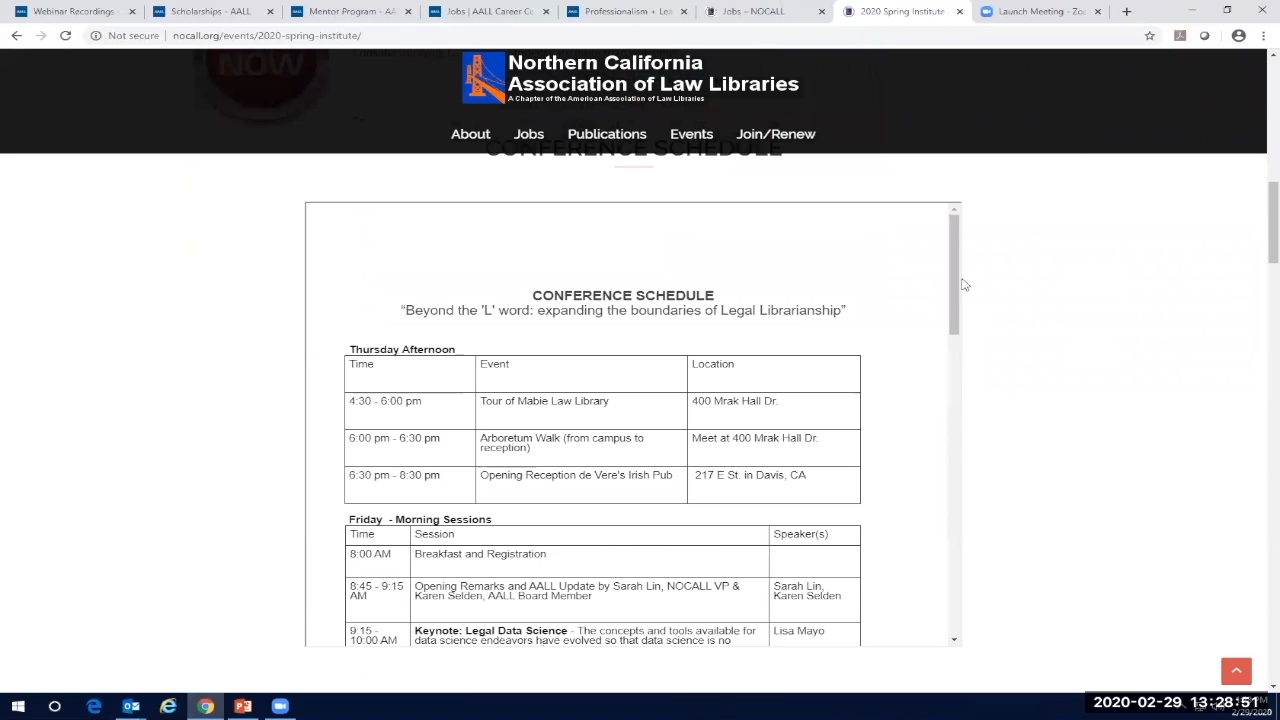 Webinar Recordings -
Scholarships – AALL
Mentor Program – AA
Jobs | AALL Career C
Professionalism + Lea
Jobs – NOCALL
2020 Spring Institute
Launch Meeting - Zoo
Not secure | nocall.org/events/2020-spring-institute/
NOW
Northern California
Association of Law Libraries
A Chapter of the American Association of Law Libraries
About Jobs Publications Events Join/Renew
CONFERENCE SCHEDULE
CONFERENCE SCHEDULE
“Beyond the 'L' word: expanding the boundaries of Legal Librarianship”
Thursday Afternoon
Time Event Location
4:30 - 6:00 pm Tour of Mabie Law Library 400 Mrak Hall Dr.
6:00 pm - 6:30 pm Arboretum Walk (from campus to Meet at 400 Mrak Hall Dr.
reception)
6:30 pm - 8:30 pm Opening Reception de Vere's Irish Pub 217 E St. in Davis, CA
Friday - Morning Sessions
Time Session Speaker(s)
8:00 AM Breakfast and Registration
8:45 - 9:15 Opening Remarks and AALL Update by Sarah Lin, NOCALL VP & Sarah Lin,
AM Karen Selden, AALL Board Member Karen Selden
9:15 - Keynote: Legal Data Science - The concepts and tools available for Lisa Mayo
10:00 AM data science endeavors have evolved so that data science is no
2020-02-29 13:28:51
2/29/2020